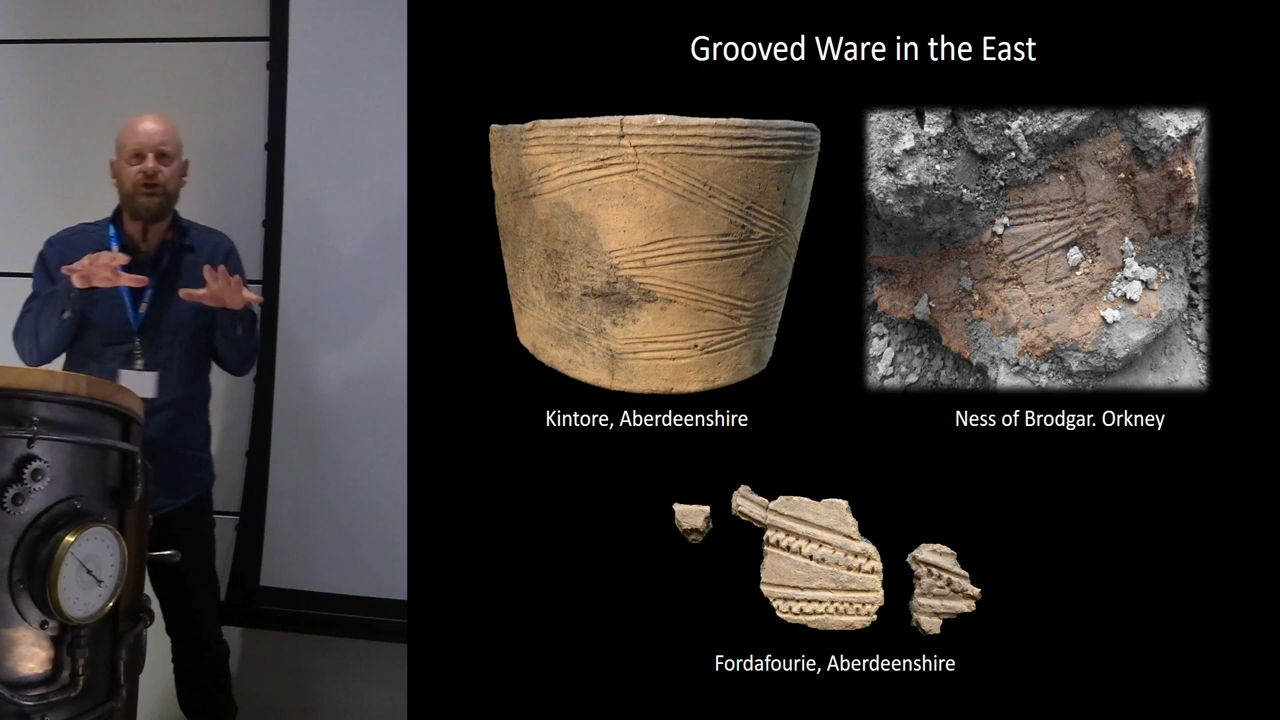 Grooved Ware in the East
Kintore, Aberdeenshire
Ness of Brodgar. Orkney
Fordafourie, Aberdeenshire